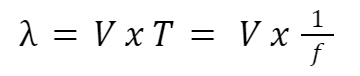 λ = V x T = V x 1/f